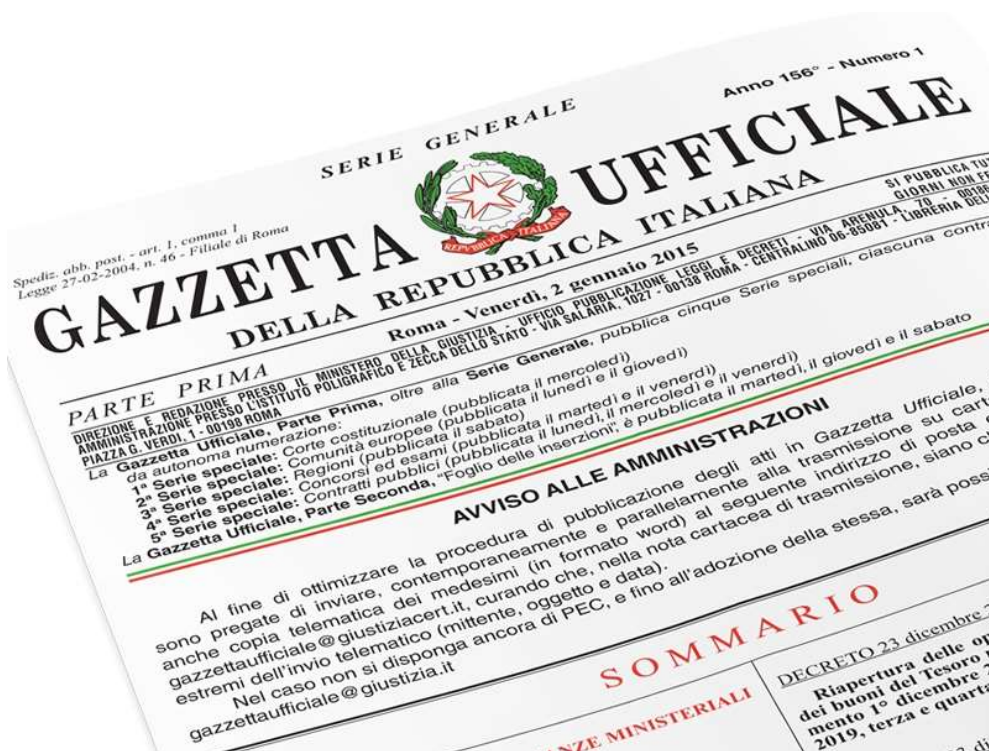 SERIE GENERALE
Anno 156° - Numero 1
Spediz. abb. post. - art. 1, comma 1
Legge 27-02-2004, n. 46 - Filiale di Roma
GAZZETTA UFFICIALE
REPVBBLICA ITALIANA
DELLA REPUBBLICA ITALIANA
PARTE PRIMA
Roma - Venerdì, 2 gennaio 2015
SI PUBBLICA
GIORNI NON
DIREZIONE E REDAZIONE PRESSO IL MINISTERO DELLA GIUSTIZIA - UFFICIO PUBBLICAZIONE LEGGI E DECRETI - VIA ARENULA, 70 - 00186
AMMINISTRAZIONE PRESSO L'ISTITUTO POLIGRAFICO E ZECCA DELLO STATO - VIA SALARIA, 1027 - 00138 ROMA - CENTRALINO 06-85081 - LIBRERIA
PIAZZA G. VERDI, 1 - 00198 ROMA
La Gazzetta Ufficiale, Parte Prima, oltre alla Serie Generale, pubblica cinque Serie speciali, ciascuna
da autonoma numerazione:
1ª Serie speciale: Corte costituzionale (pubblicata il mercoledì)
2ª Serie speciale: Comunità europee (pubblicata il lunedì e il giovedì)
3ª Serie speciale: Regioni (pubblicata il sabato)
4ª Serie speciale: Concorsi ed esami (pubblicata il martedì e il venerdì)
5ª Serie speciale: Contratti pubblici (pubblicata il lunedì, il mercoledì e il venerdì)
La Gazzetta Ufficiale, Parte Seconda, "Foglio delle inserzioni", è pubblicata il martedì, il giovedì e il sabato
AVVISO ALLE AMMINISTRAZIONI
Al fine di ottimizzare la procedura di pubblicazione degli atti in Gazzetta Ufficiale,
sono pregate di inviare, contemporaneamente e parallelamente alla trasmissione su
anche copia telematica dei medesimi (in formato word) al seguente indirizzo di posta
gazzettaufficiale@giustiziacert.it, curando che, nella nota cartacea di trasmissione, siano
estremi dell'invio telematico (mittente, oggetto e data).
Nel caso non si disponga ancora di PEC, e fino all'adozione della stessa, sarà
gazzettaufficiale@giustizia.it
SOMMARIO
MINISTERIALI
DECRETO 23 dicembre
Riapertura delle
dei buoni del Tesoro
mento 1° dicembre
2019, terza e quarta